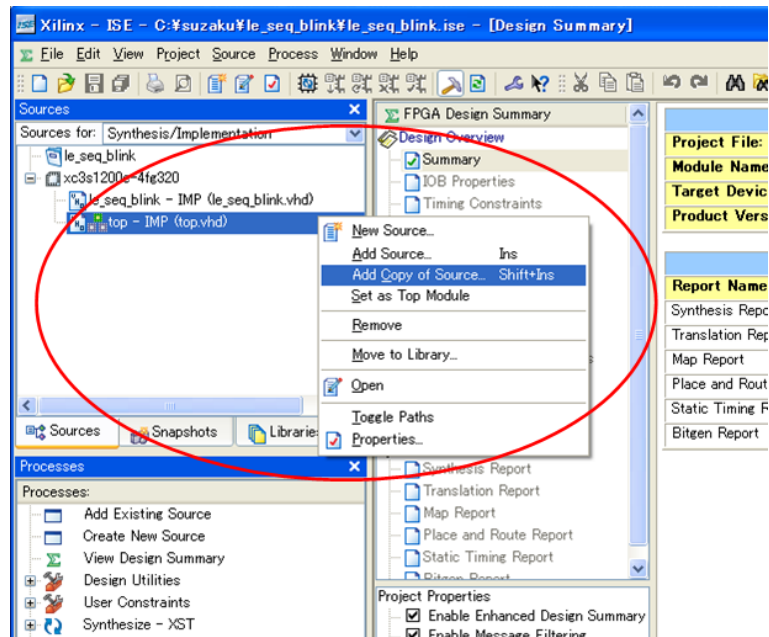 Xilinx - ISE - C:¥suzaku¥le_seq_blink¥le_seq_blink.ise - [Design Summary]
File Edit View Project Source Process Window Help
Sources
Sources for: Synthesis/Implementation
le_seq_blink
xc3s1200e-4fg320
le_seq_blink - IMP (le_seq_blink.vhd)
top - IMP (top.vhd)
Sources
Snapshots
Librarie
New Source...
Add Source... Ins
Add Copy of Source... Shift+Ins
Set as Top Module
Remove
Move to Library...
Open
Toggle Paths
Properties...
Processes
Processes:
Add Existing Source
Create New Source
View Design Summary
Design Utilities
User Constraints
Synthesize - XST
FPGA Design Summary
Design Overview
Summary
IOB Properties
Timing Constraints
Synthesis Report
Translation Report
Map Report
Place and Route Report
Static Timing Report
Bitgen Report
Project Properties
Enable Enhanced Design Summary
Enable Message Filtering
Project File:
Module Name
Target Devic
Product Vers
Report Name
Synthesis Repo
Translation Rep
Map Report
Place and Rout
Static Timing R
Bitgen Report